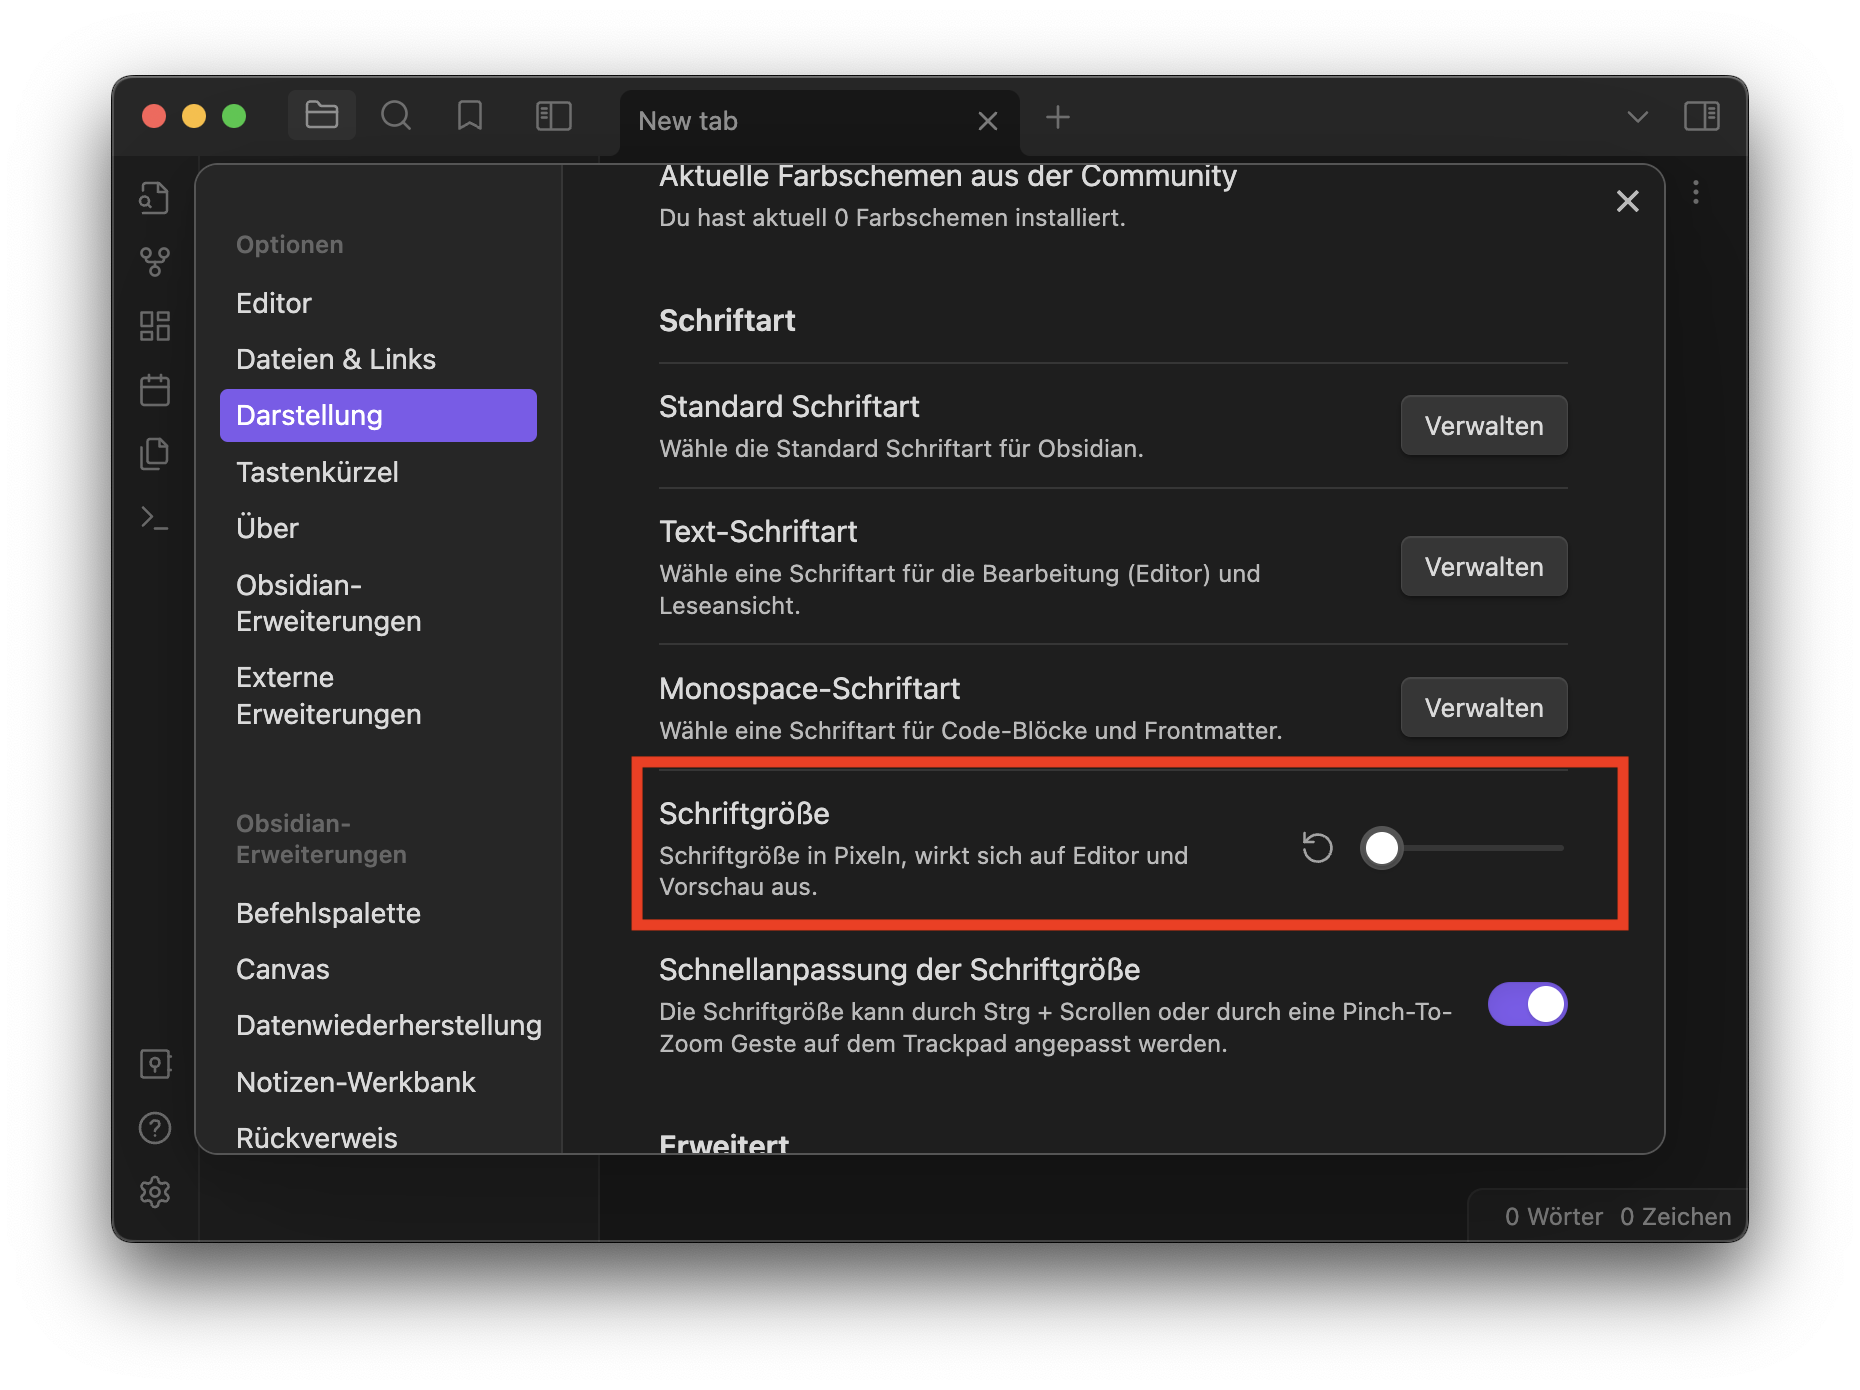 New tab
Optionen
Editor
Dateien & Links
Darstellung
Tastenkürzel
Über
Obsidian-
Erweiterungen
Externe
Erweiterungen
Obsidian-
Erweiterungen
Befehlspalette
Canvas
Datenwiederherstellung
Notizen-Werkbank
Rückverweis
Aktuelle Farbschemen aus der Community
Du hast aktuell 0 Farbschemen installiert.
Schriftart
Standard Schriftart
Wähle die Standard Schriftart für Obsidian.
Verwalten
Text-Schriftart
Wähle eine Schriftart für die Bearbeitung (Editor) und
Leseansicht.
Verwalten
Monospace-Schriftart
Wähle eine Schriftart für Code-Blöcke und Frontmatter.
Verwalten
Schriftgröße
Schriftgröße in Pixeln, wirkt sich auf Editor und
Vorschau aus.
Schnellanpassung der Schriftgröße
Die Schriftgröße kann durch Strg + Scrollen oder durch eine Pinch-To-
Zoom Geste auf dem Trackpad angepasst werden.
Erweitert
0 Wörter 0 Zeichen